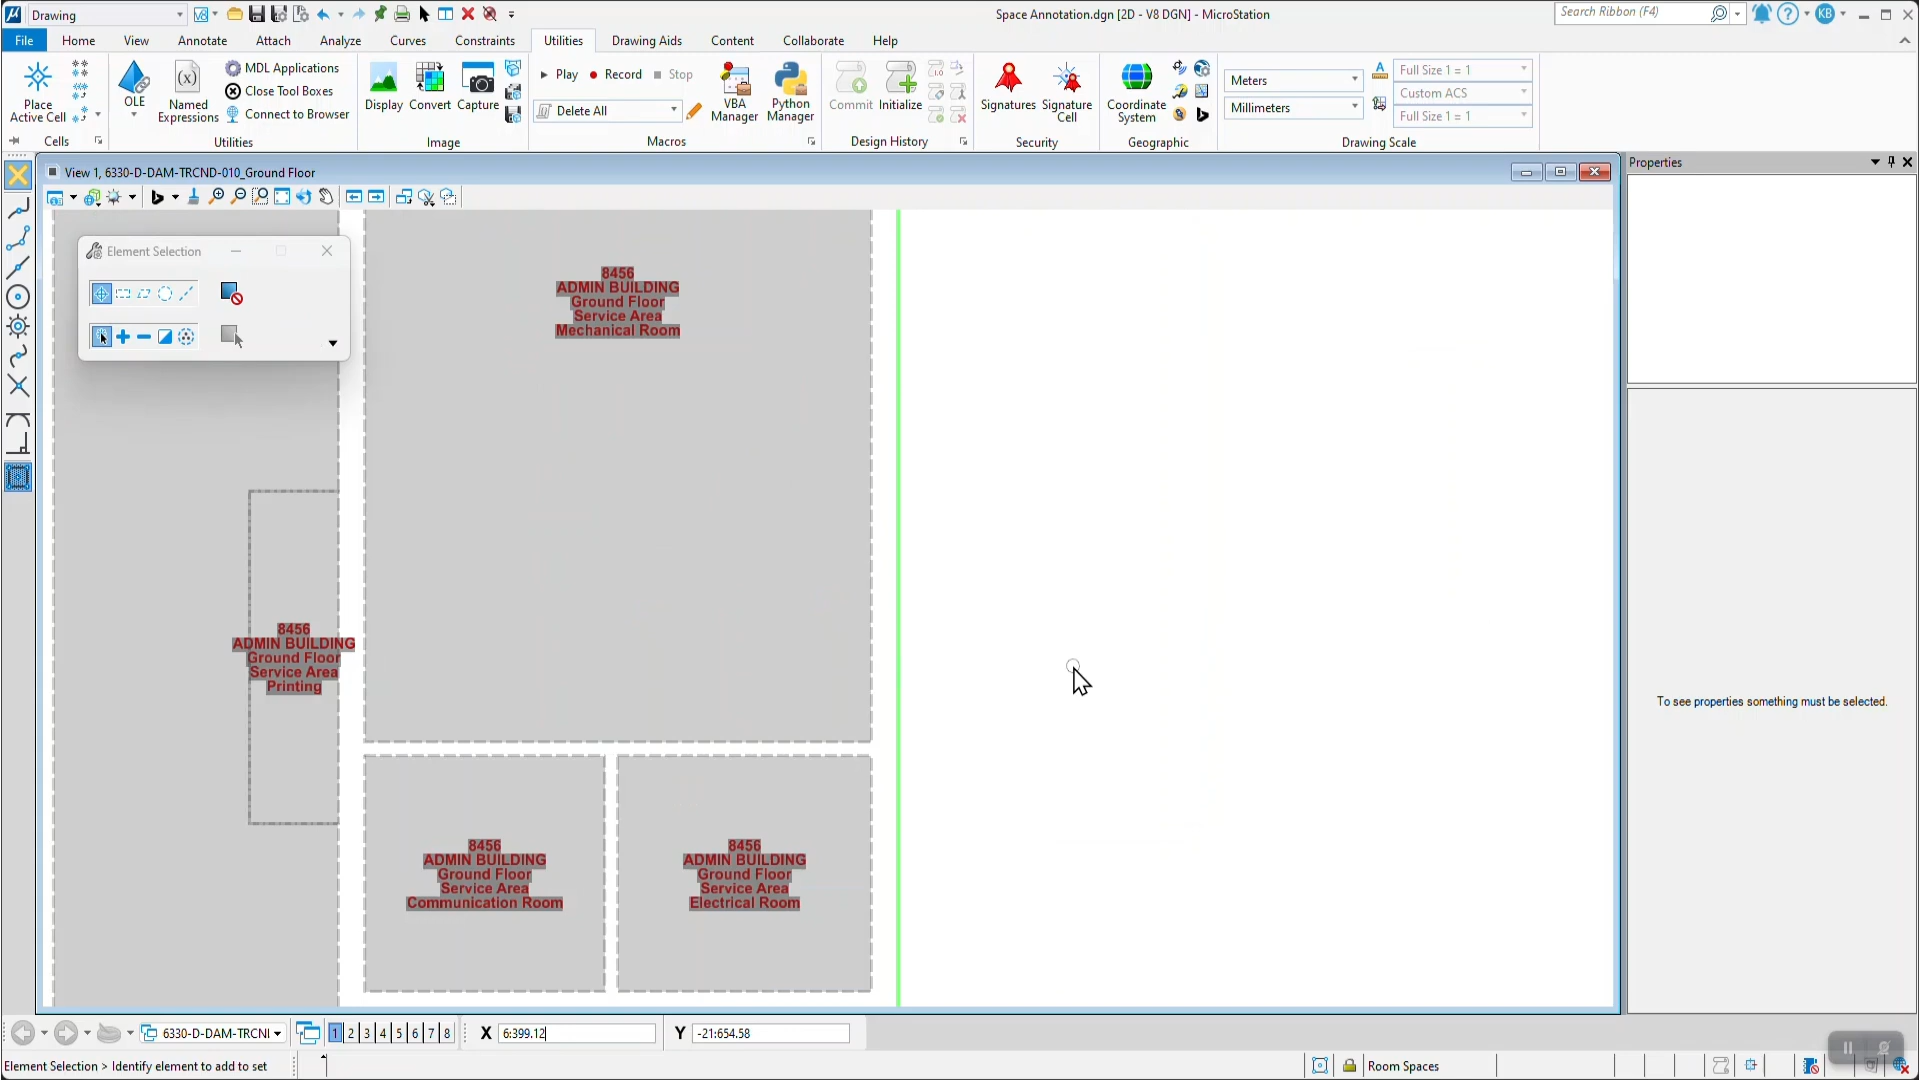 Drawing
Space Annotation.dgn [2D - V8 DGN] - MicroStation
Search Ribbon (F4)
KB
File
Home
View
Annotate
Attach
Analyze
Curves
Constraints
Utilities
Drawing Aids
Content
Collaborate
Help
Place
Active Cell
Cells
OLE
Named
Expressions
MDL Applications
Close Tool Boxes
Connect to Browser
Utilities
Display
Convert
Capture
Image
Play
Record
Stop
Delete All
VBA
Manager
Python
Manager
Macros
Commit
Initialize
Design History
Signatures
Signature
Cell
Security
Coordinate
System
Geographic
Meters
Millimeters
Full Size 1 = 1
Custom ACS
Full Size 1 = 1
Drawing Scale
View 1, 6330-D-DAM-TRCND-010_Ground Floor
Properties
Element Selection
8456
ADMIN BUILDING
Ground Floor
Service Area
Mechanical Room
8456
ADMIN BUILDING
Ground Floor
Service Area
Printing
8456
ADMIN BUILDING
Ground Floor
Service Area
Communication Room
8456
ADMIN BUILDING
Ground Floor
Service Area
Electrical Room
To see properties something must be selected.
6330-D-DAM-TRCNI
1 2 3 4 5 6 7 8
X 6:399.12
Y -21:654.58
Element Selection > Identify element to add to set
Room Spaces